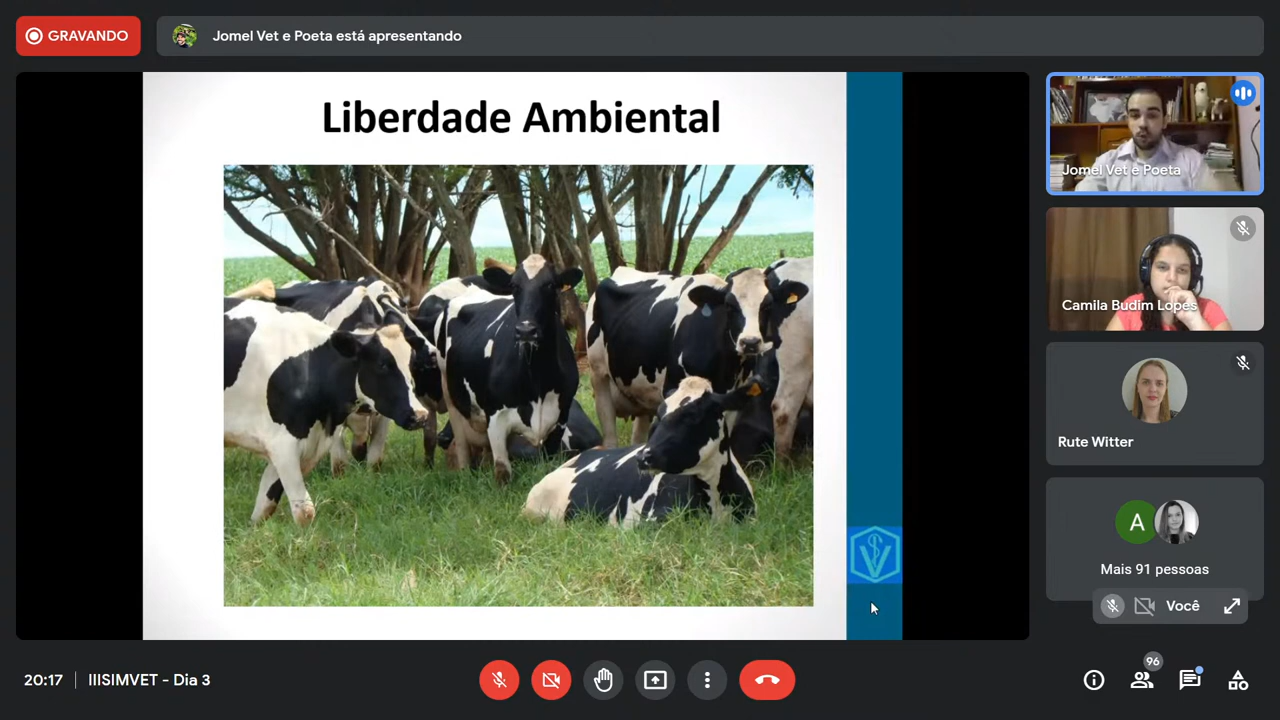 GRAVANDO
Jomel Vet e Poeta está apresentando
Liberdade Ambiental
Jomel Vet e Poeta
Camila Budim Lopes
Rute Witter
A
Mais 91 pessoas
Você
20:17
IIISIMVET - Dia 3
96